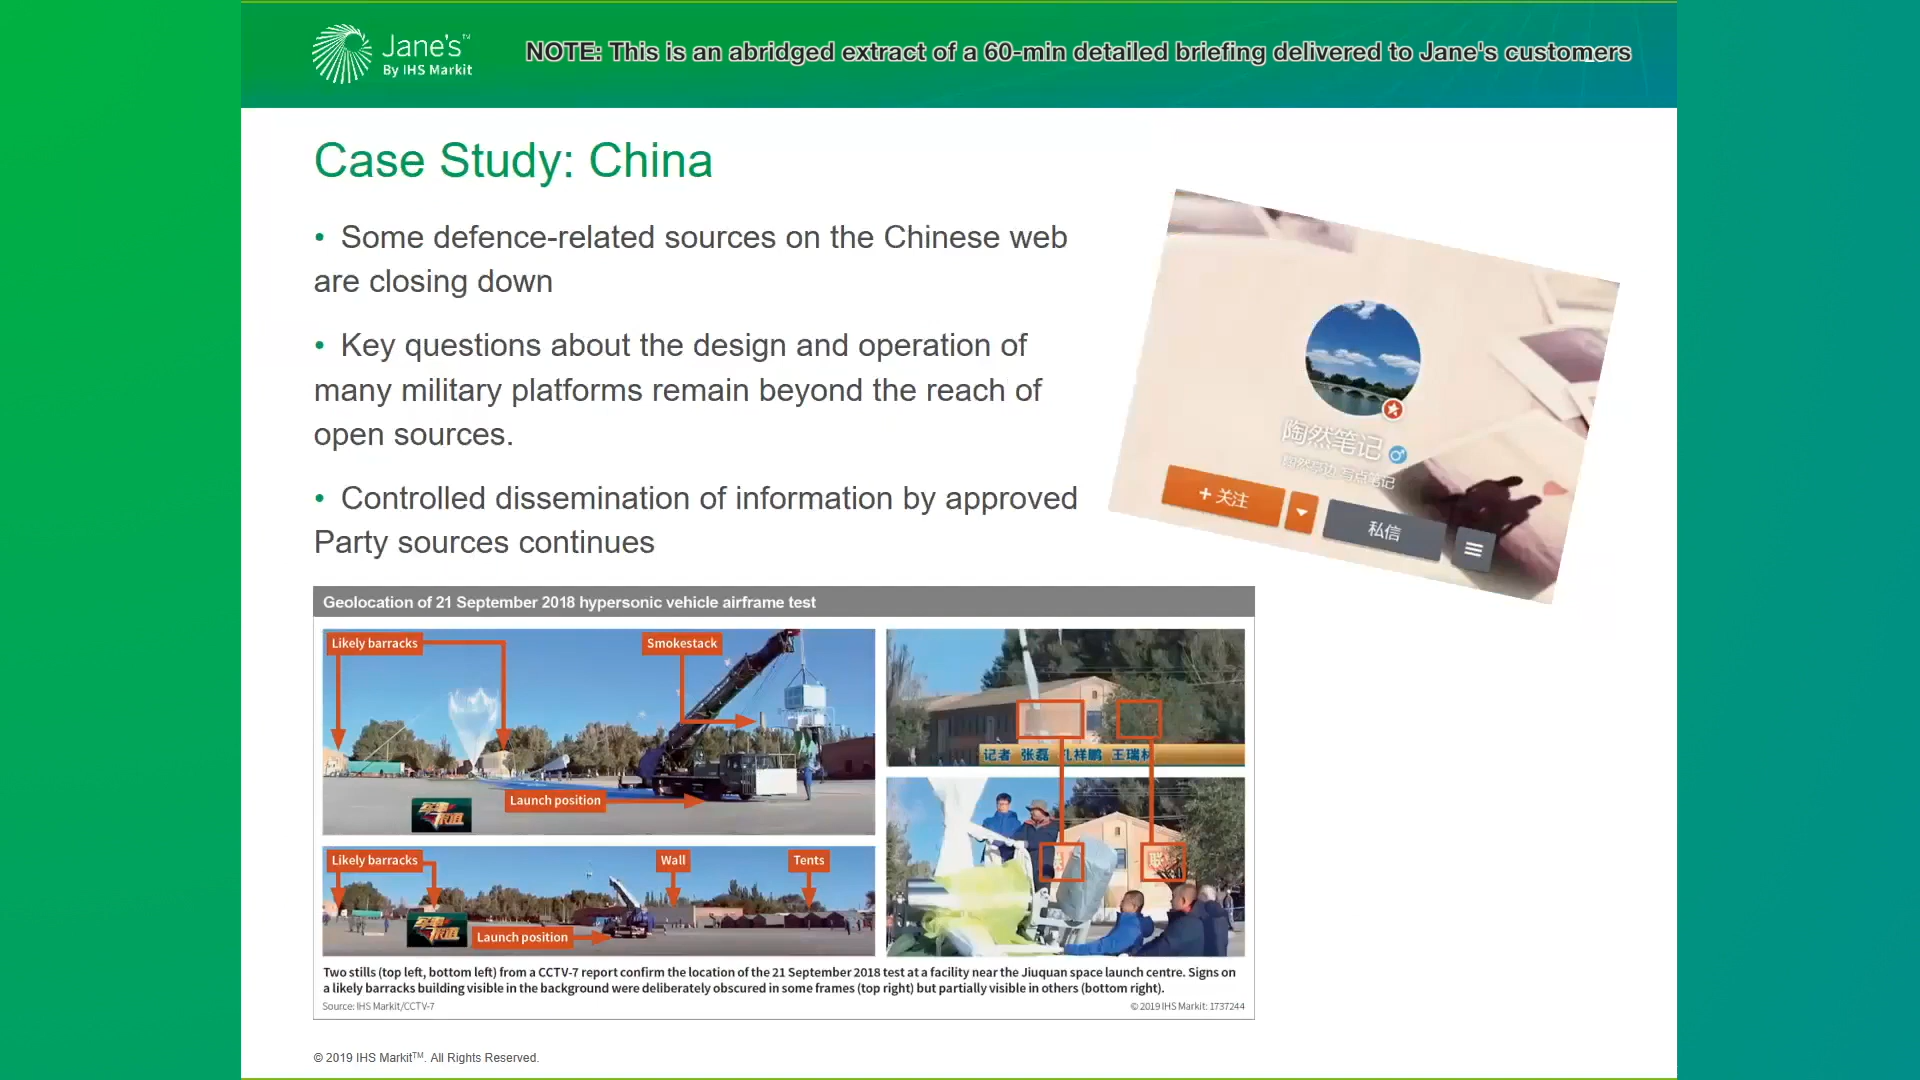 Jane's™
By IHS Markit
NOTE: This is an abridged extract of a 60-min detailed briefing delivered to Jane's customers
Case Study: China
• Some defence-related sources on the Chinese web
are closing down
• Key questions about the design and operation of
many military platforms remain beyond the reach of
open sources.
• Controlled dissemination of information by approved
Party sources continues
陶然笔记
+ 关注
私信
Geolocation of 21 September 2018 hypersonic vehicle airframe test
Likely barracks
Smokestack
Launch position
记者 张磊 孔祥鹏 王瑞
Likely barracks
Wall
Tents
Launch position
联
Two stills (top left, bottom left) from a CCTV-7 report confirm the location of the 21 September 2018 test at a facility near the Jiuquan space launch centre. Signs on
a likely barracks building visible in the background were deliberately obscured in some frames (top right) but partially visible in others (bottom right).
Source: IHS Markit/CCTV-7
© 2019 IHS Markit: 1737244
© 2019 IHS Markit™. All Rights Reserved.